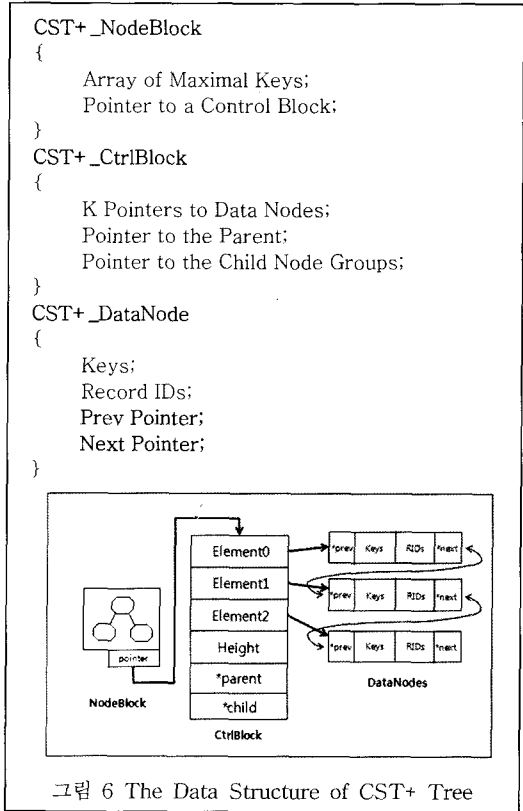 CST+_NodeBlock
{
Array of Maximal Keys;
Pointer to a Control Block;
}
CST+_CtrlBlock
{
K Pointers to Data Nodes;
Pointer to the Parent;
Pointer to the Child Node Groups;
}
CST+_DataNode
{
Keys;
Record IDs;
Prev Pointer;
Next Pointer;
}
pointer
NodeBlock
Element0
Element1
Element2
Height
*parent
*child
CtrlBlock
*prev Keys RIDs *next
*prev Keys RIDs *next
*prev Keys RIDs *next
DataNodes
그림 6 The Data Structure of CST+ Tree